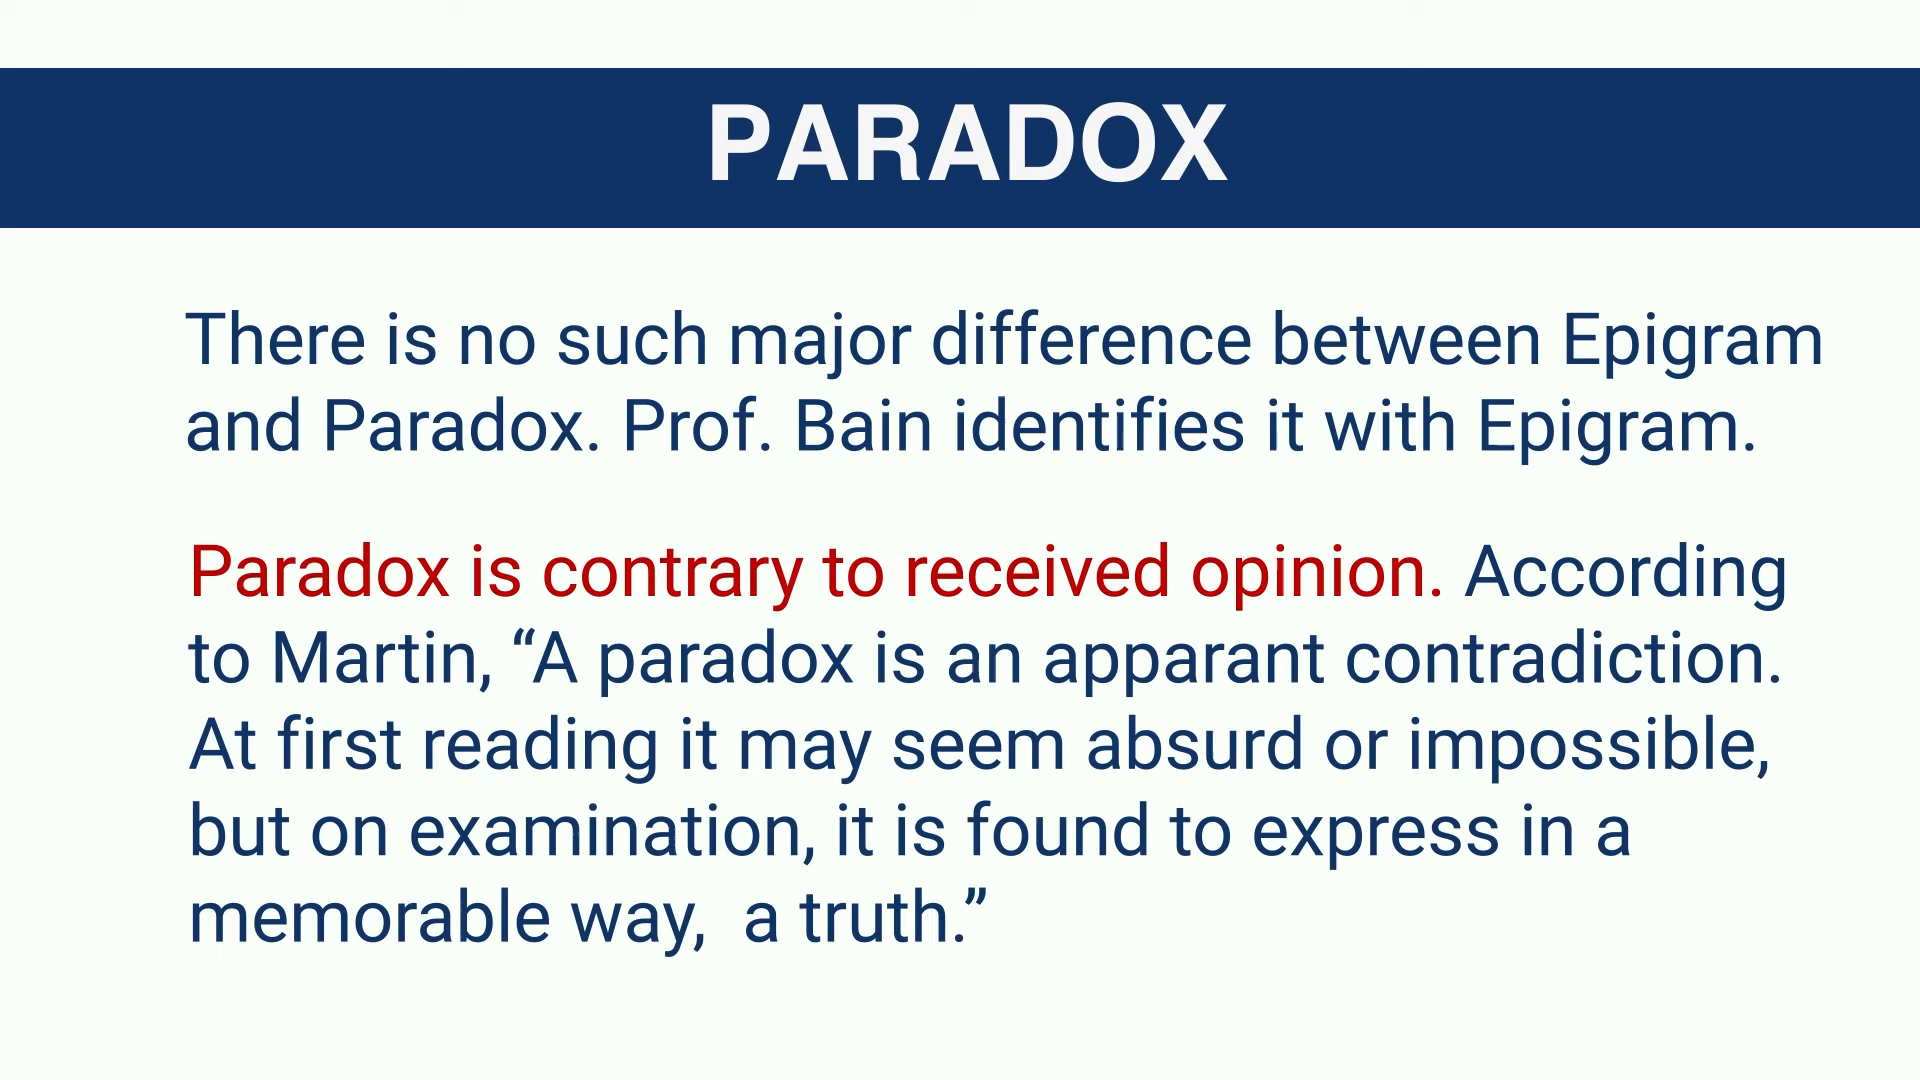 PARADOX
There is no such major difference between Epigram
and Paradox. Prof. Bain identifies it with Epigram.
Paradox is contrary to received opinion. According
to Martin, “A paradox is an apparant contradiction.
At first reading it may seem absurd or impossible,
but on examination, it is found to express in a
memorable way,  a truth.”